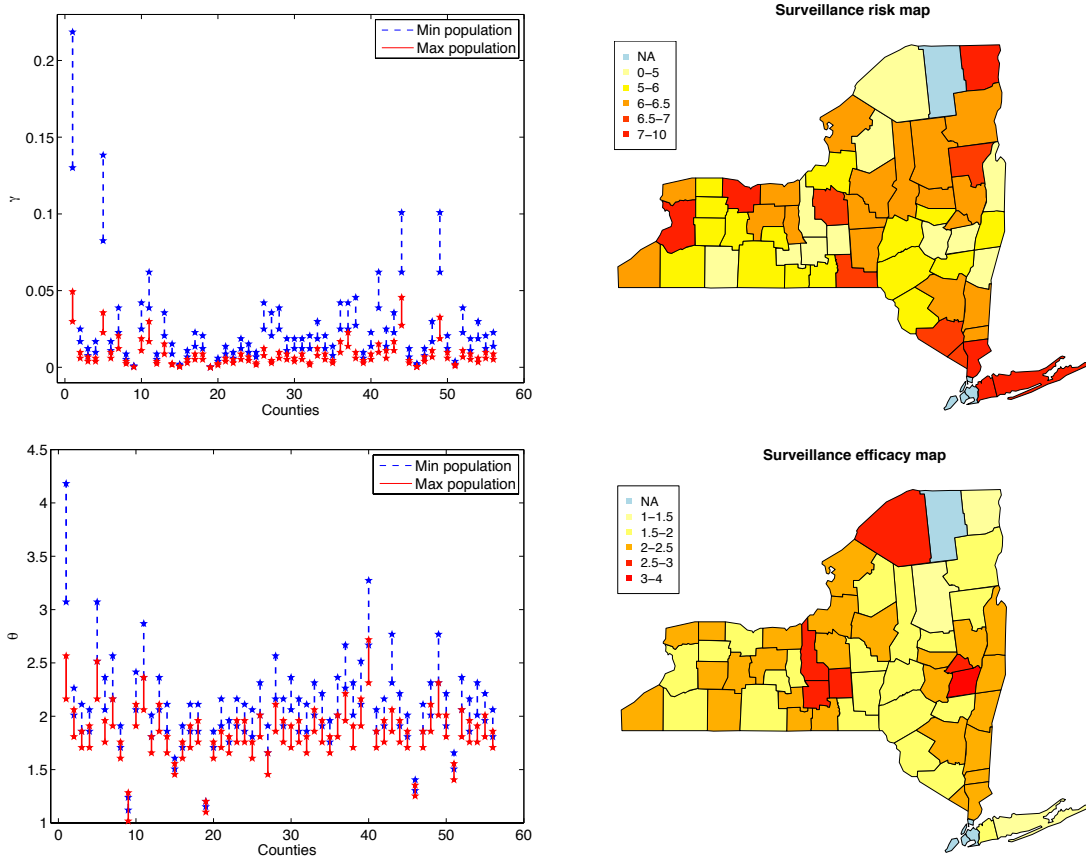 Min population
Max population
0.2
0.15
0.1
0.05
0
γ
0 10 20 30 40 50 60
Counties
Surveillance risk map
NA
0−5
5−6
6−6.5
6.5−7
7−10
Min population
Max population
4.5
4
3.5
3
2.5
2
1.5
1
θ
0 10 20 30 40 50 60
Counties
Surveillance efficacy map
NA
1−1.5
1.5−2
2−2.5
2.5−3
3−4